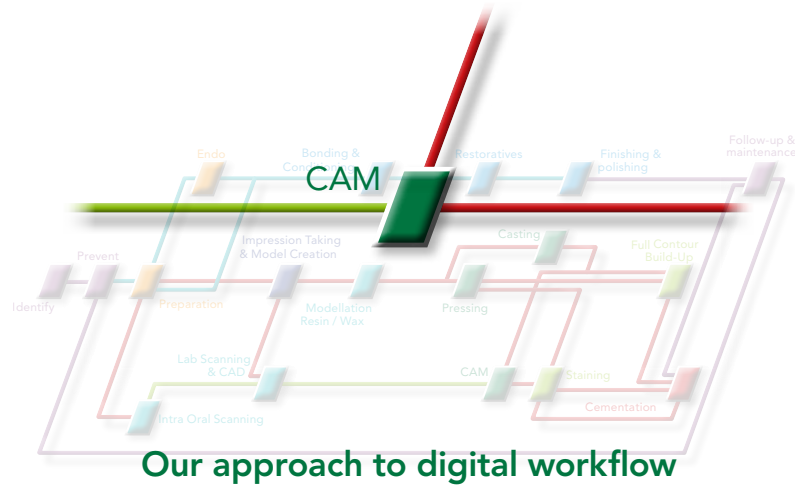 Follow-up &
maintenance
Endo
Bonding &
Restoratives
Finishing &
polishing
CAM
Casting
Impression Taking
& Model Creation
Full Contour
Build-Up
Prevent
Identify
Preparation
Modellation
Resin / Wax
Pressing
Lab Scanning
& CAD
CAM
Staining
Cementation
Intra Oral Scanning
Our approach to digital workflow